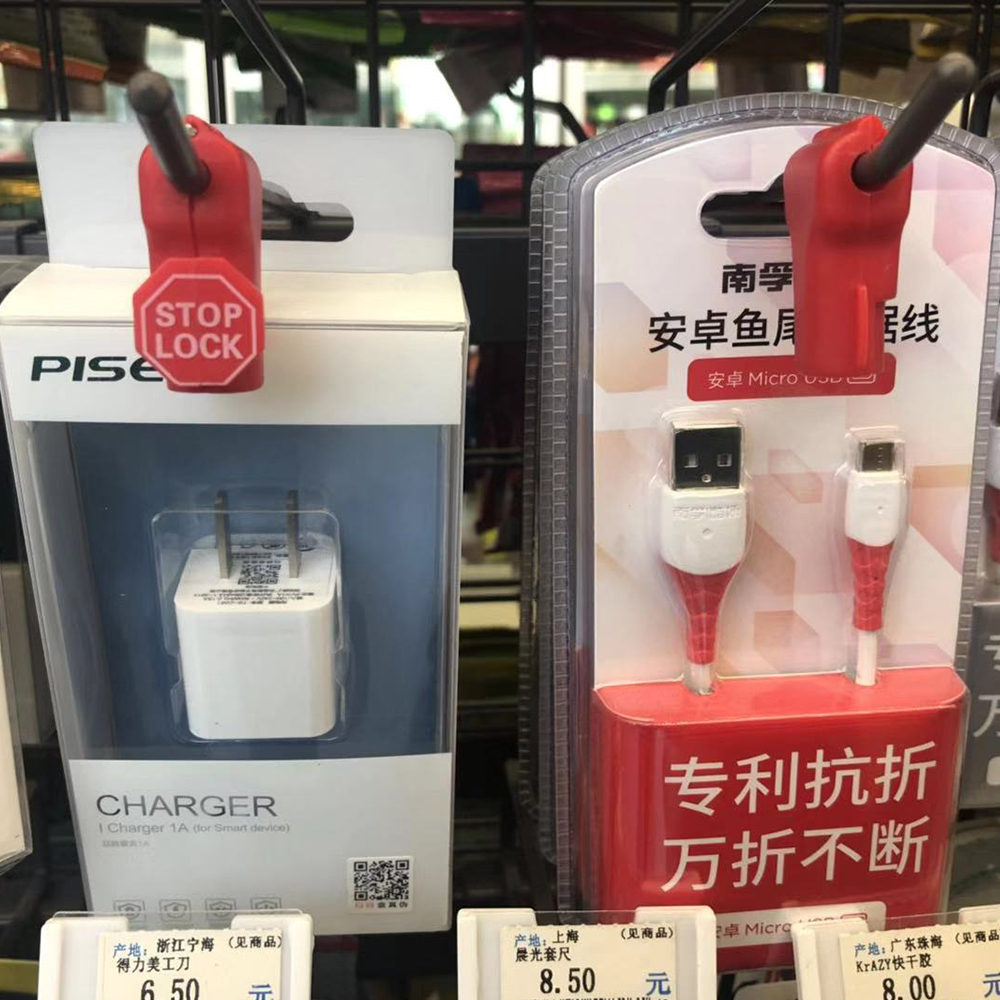 STOP
LOCK
PISE
CHARGER
I Charger 1A (for Smart device)
南孚
安卓鱼尾 据线
安卓 Micro USB
专利抗折
万折不断
安卓 Micro USB
产地：浙江宁海 (见商品)
得力美工刀
6.50 元
产地：上海 (见商品)
晨光套尺
8.50 元
产地：广东珠海 (见商品)
KrAZY快干胶
8.00 元